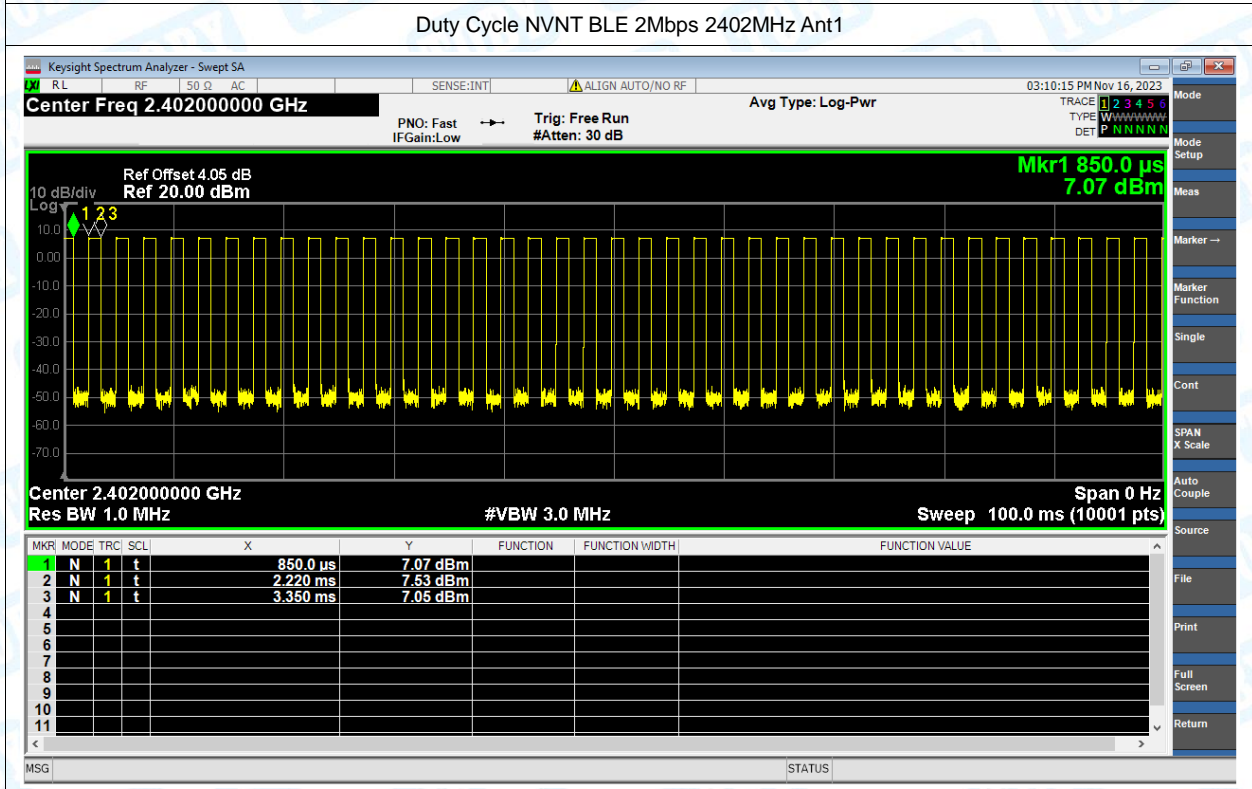 Duty Cycle NVNT BLE 2Mbps 2402MHz Ant1
Keysight Spectrum Analyzer - Swept SA
LXI RL RF 50 Ω AC SENSE:INT ALIGN AUTO/NO RF 03:10:15 PM Nov 16, 2023
Center Freq 2.402000000 GHz Avg Type: Log-Pwr TRACE 1 2 3 4 5 6
PNO: Fast Trig: Free Run TYPE WWWWWW
IFGain:Low #Atten: 30 dB DET P N N N N N
Mode
Mode Setup
Meas
Marker →
Marker Function
Single
Cont
SPAN X Scale
Auto Couple
Source
File
Print
Full Screen
Return
Mkr1 850.0 µs
Ref Offset 4.05 dB
10 dB/div Ref 20.00 dBm 7.07 dBm
Log
1 2 3
10.0
0.00
-10.0
-20.0
-30.0
-40.0
-50.0
-60.0
-70.0
Center 2.402000000 GHz Span 0 Hz
Res BW 1.0 MHz #VBW 3.0 MHz Sweep 100.0 ms (10001 pts)
MKR MODE TRC SCL X Y FUNCTION FUNCTION WIDTH FUNCTION VALUE
1 N 1 t 850.0 µs 7.07 dBm
2 N 1 t 2.220 ms 7.53 dBm
3 N 1 t 3.350 ms 7.05 dBm
4
5
6
7
8
9
10
11
MSG STATUS